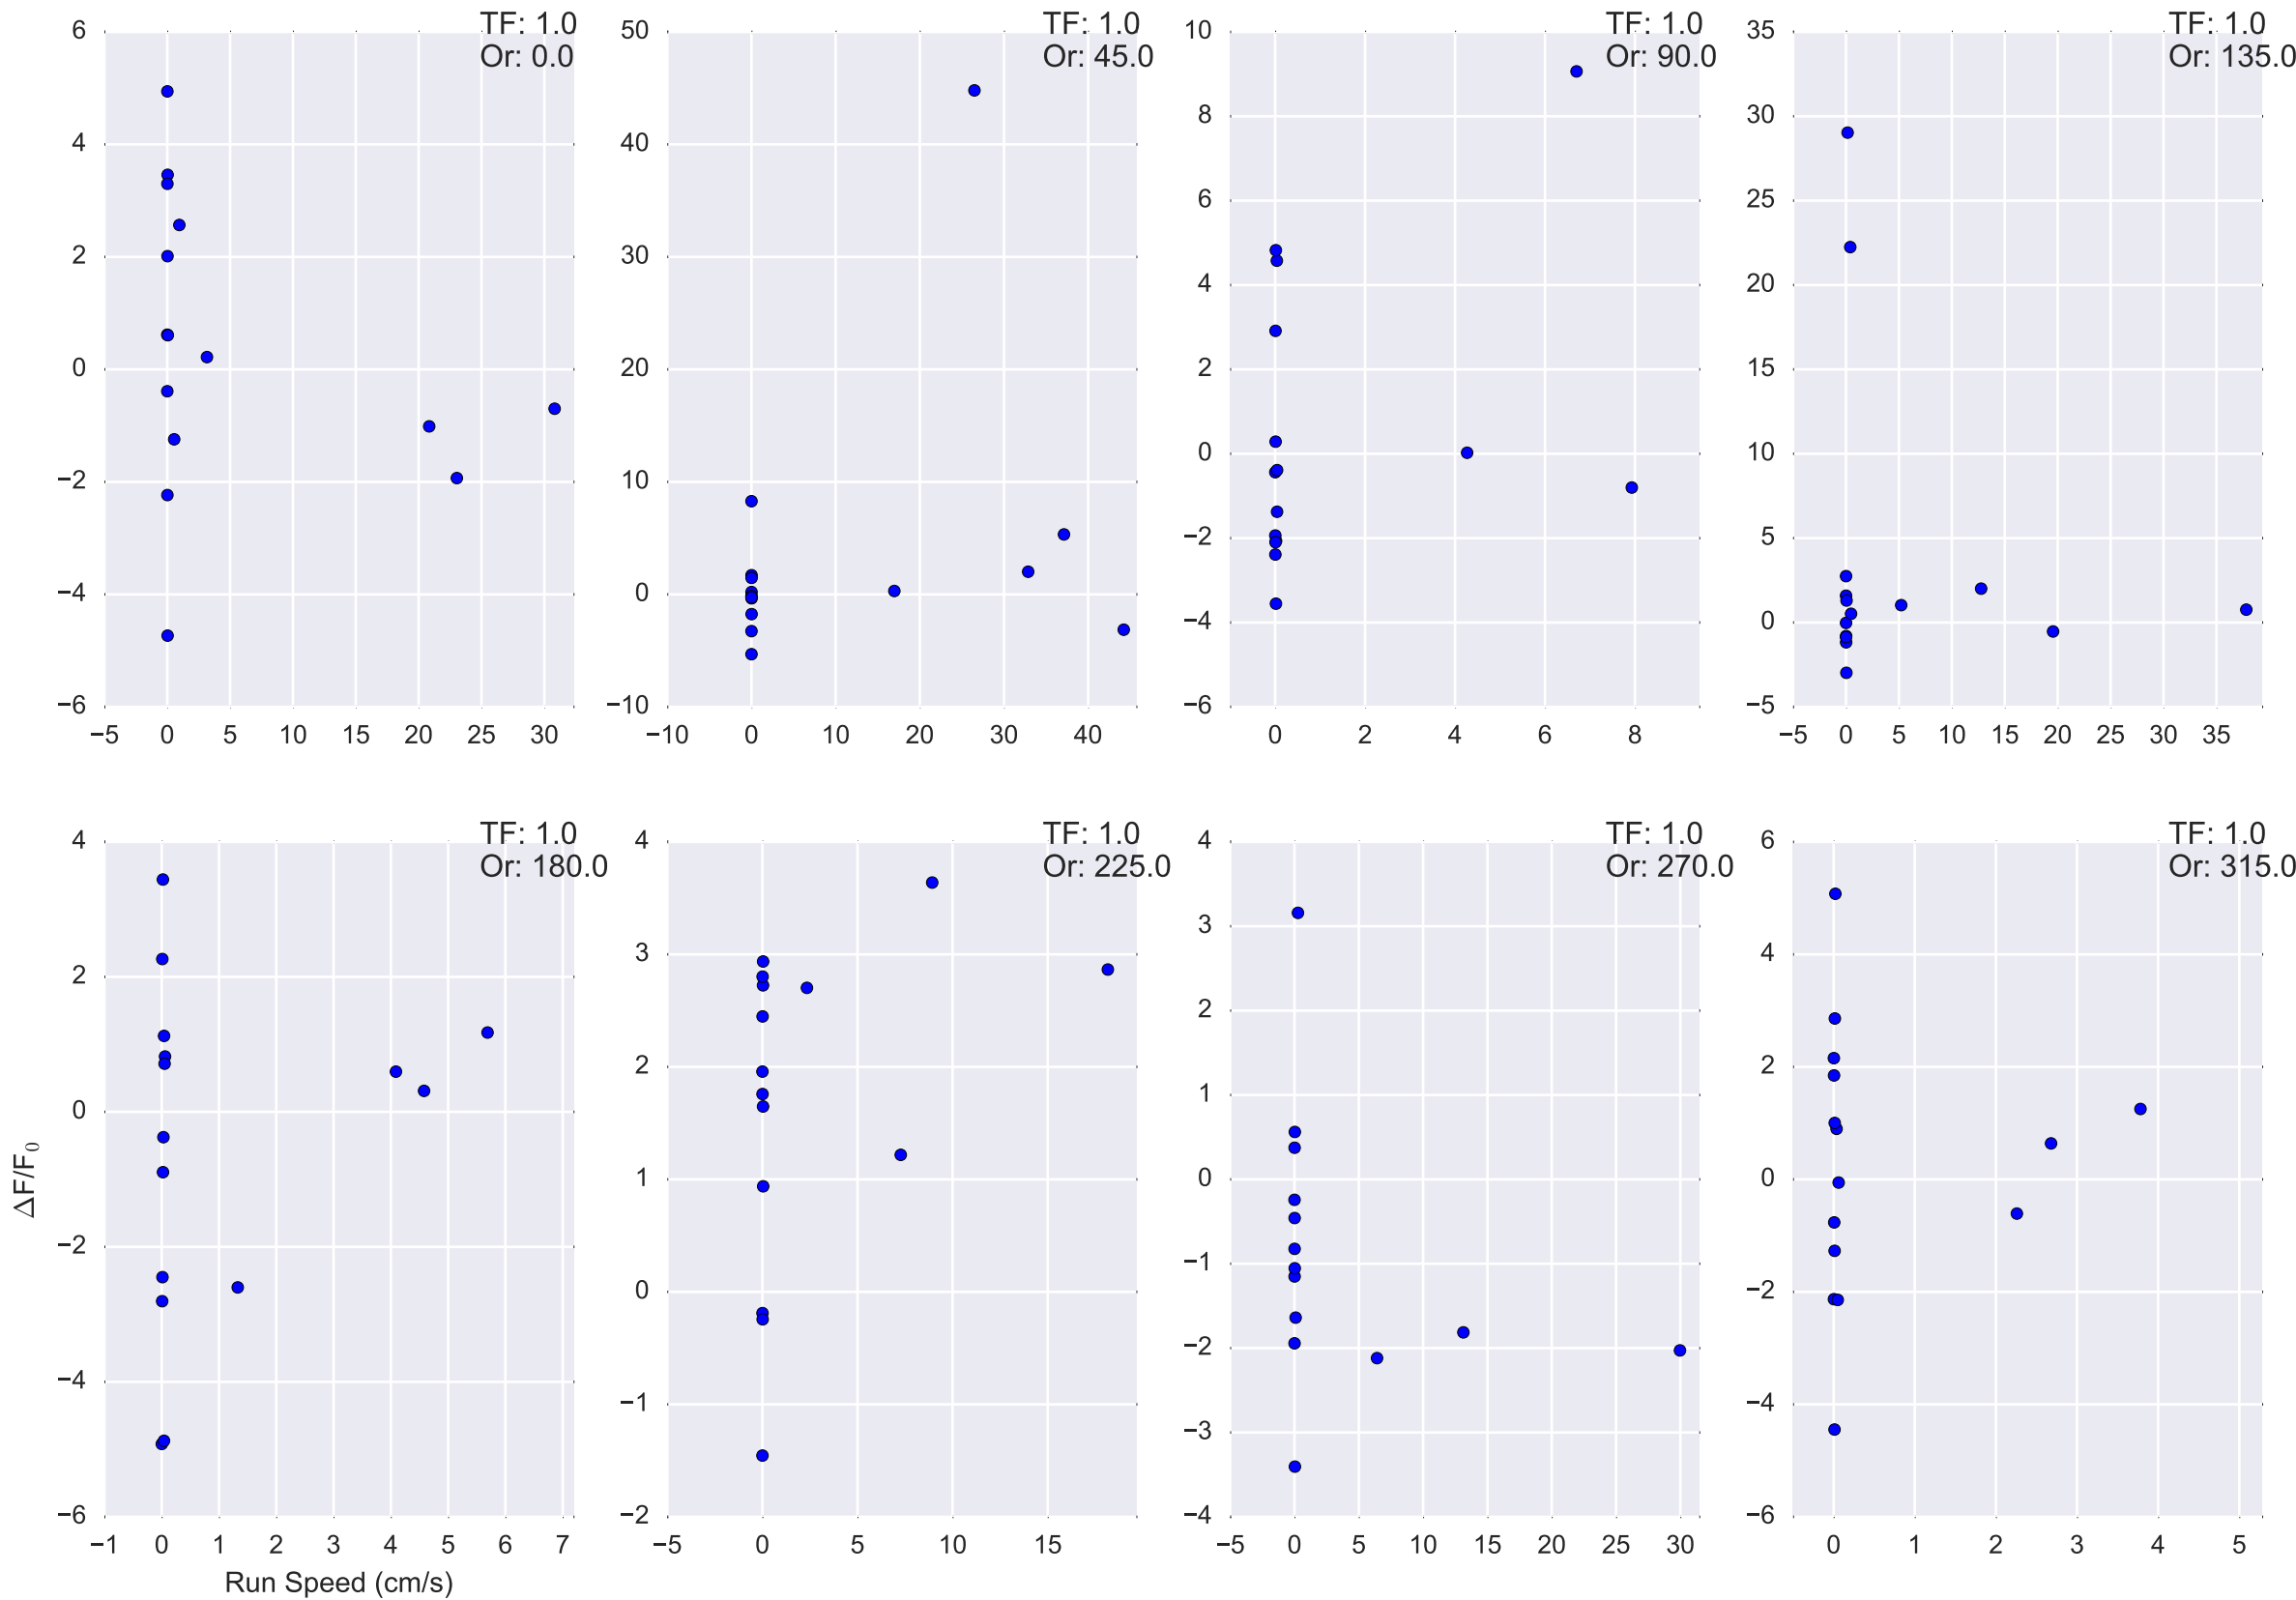 TF: 1.0
Or: 0.0
6
4
2
0
−2
−4
−6
−5 0 5 10 15 20 25 30
TF: 1.0
Or: 45.0
50
40
30
20
10
0
−10
−10 0 10 20 30 40
TF: 1.0
Or: 90.0
10
8
6
4
2
0
−2
−4
−6
0 2 4 6 8
TF: 1.0
Or: 135.0
35
30
25
20
15
10
5
0
−5
−5 0 5 10 15 20 25 30 35
TF: 1.0
Or: 180.0
4
2
0
−2
−4
−6
−1 0 1 2 3 4 5 6 7
Run Speed (cm/s)
ΔF/F₀
TF: 1.0
Or: 225.0
4
3
2
1
0
−1
−2
−5 0 5 10 15
TF: 1.0
Or: 270.0
4
3
2
1
0
−1
−2
−3
−4
−5 0 5 10 15 20 25 30
TF: 1.0
Or: 315.0
6
4
2
0
−2
−4
−6
0 1 2 3 4 5